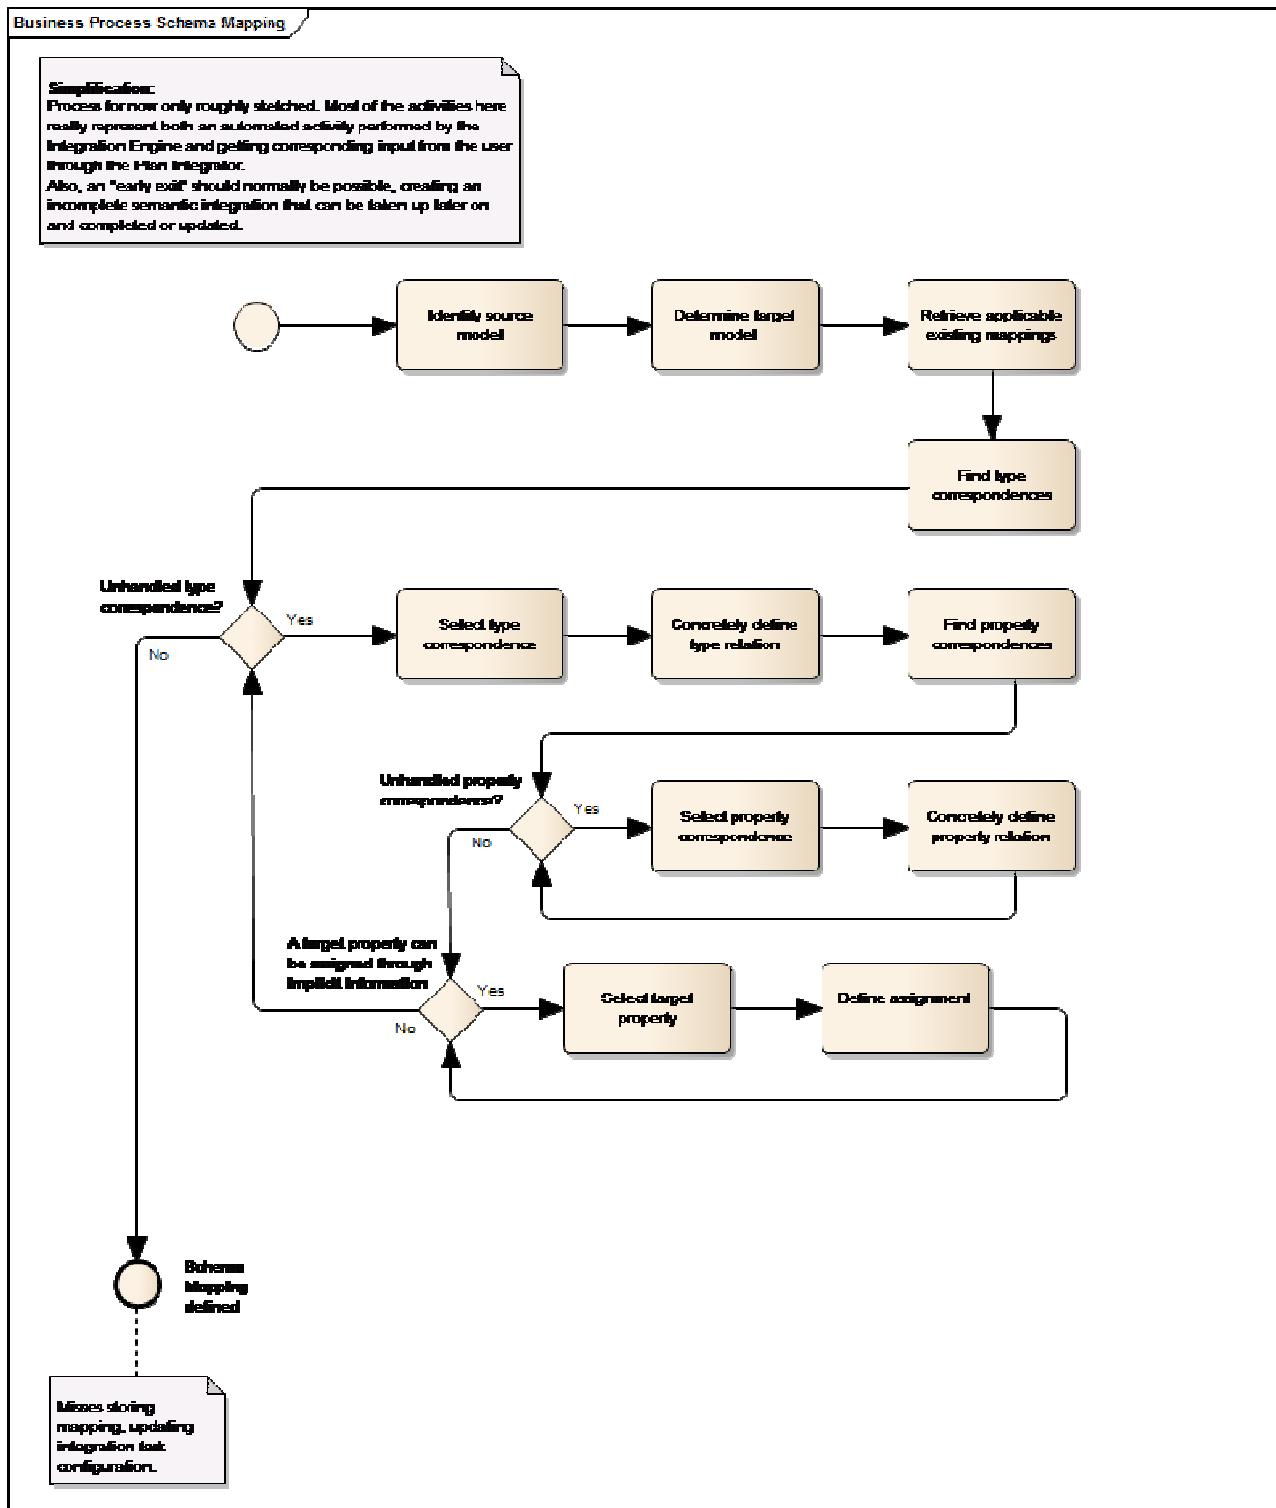 Business Process Schema Mapping
Simplification:
Process for now only roughly sketched. Most of the activities here
really represent both an automated activity performed by the
Integration Engine and getting corresponding input from the user
through the Plan Integrator.
Also, an "early exit" should normally be possible, creating an
incomplete semantic integration that can be taken up later on
and completed or updated.
Identify source
model
Determine target
model
Retrieve applicable
existing mappings
Find type
correspondences
Unhandled type
correspondence?
Yes
No
Select type
correspondence
Concretely define
type relation
Find property
correspondences
Unhandled property
correspondence?
Yes
No
Select property
correspondence
Concretely define
property relation
A target property can
be assigned through
implicit information
Yes
No
Select target
property
Define assignment
Schema
Mapping
defined
Misses storing
mapping, updating
integration task
configuration.